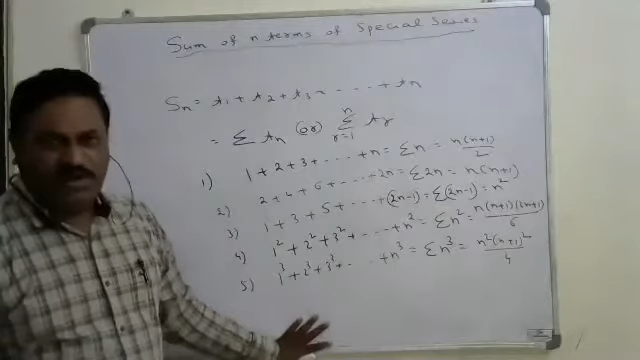 Sum of n terms of Special Series
Sn = t1 + t2 + t3 - - - - + tn
= Σ tn (or) n Σ r=1 tr
1) 1 + 2 + 3 + - - - + n = Σn = n(n+1)/2
2) 2 + 4 + 6 + - - - + 2n = Σ2n = n(n+1)
3) 1 + 3 + 5 + - - - + (2n-1) = Σ(2n-1) = n²
4) 1² + 2² + 3² + - - - + n² = Σn² = n(n+1)(2n+1)/6
5) 1³ + 2³ + 3³ + - - - + n³ = Σn³ = n²(n+1)²/4